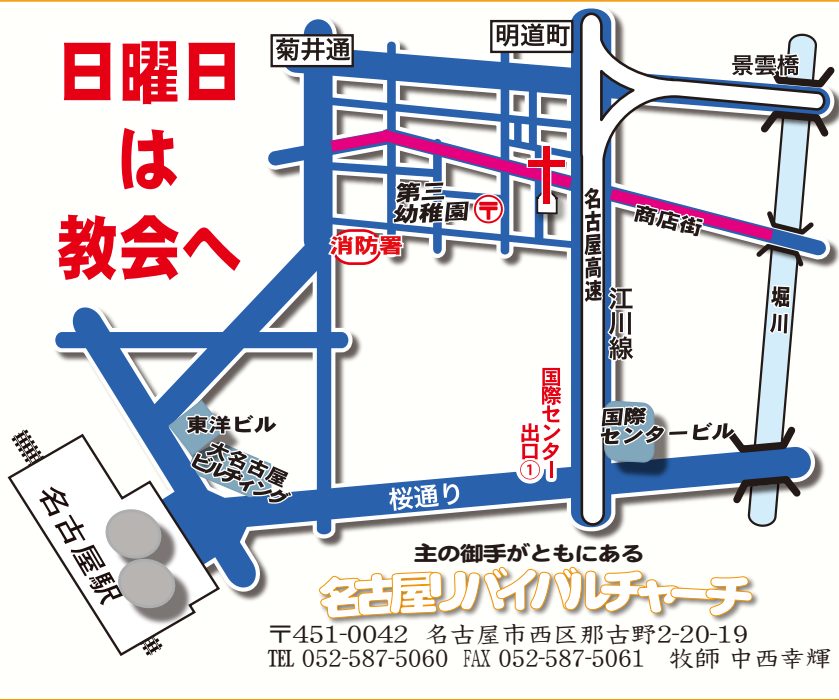 日曜日
は
教会へ
菊井通
明道町
景雲橋
第三
幼稚園
〒
消防署
名古屋高速
商店街
江川線
堀川
国際センター
出口①
国際
センタービル
東洋ビル
大名古屋
ビルディング
桜通り
名古屋駅
主の御手がともにある
名古屋リバイバルチャーチ
〒451-0042 名古屋市西区那古野2-20-19
TEL 052-587-5060 FAX 052-587-5061 牧師 中西幸輝